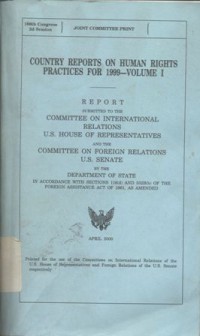 106th Congress
2d Session
JOINT COMMITTEE PRINT
COUNTRY REPORTS ON HUMAN RIGHTS
PRACTICES FOR 1999—VOLUME I
REPORT
SUBMITTED TO THE
COMMITTEE ON INTERNATIONAL
RELATIONS
U.S. HOUSE OF REPRESENTATIVES
AND THE
COMMITTEE ON FOREIGN RELATIONS
U.S. SENATE
BY THE
DEPARTMENT OF STATE
IN ACCORDANCE WITH SECTIONS 116(d) AND 502B(b) OF THE
FOREIGN ASSISTANCE ACT OF 1961, AS AMENDED
APRIL 2000
Printed for the use of the Committees on International Relations of the
U.S. House of Representatives and Foreign Relations of the U.S. Senate
respectively